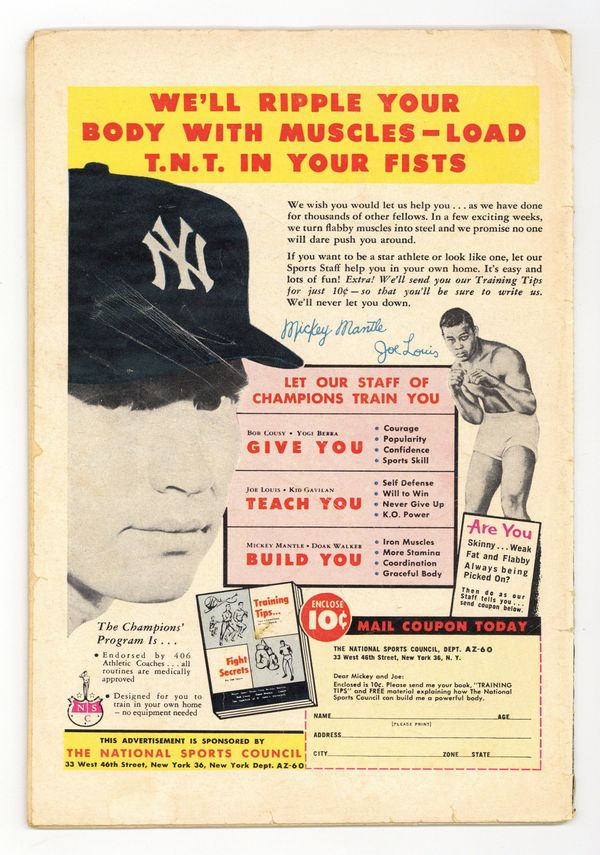 WE'LL RIPPLE YOUR
BODY WITH MUSCLES—LOAD
T.N.T. IN YOUR FISTS
NY
We wish you would let us help you . . . as we have done
for thousands of other fellows. In a few exciting weeks,
we turn flabby muscles into steel and we promise no one
will dare push you around.
If you want to be a star athlete or look like one, let our
Sports Staff help you in your own home. It's easy and
lots of fun! Extra! We'll send you our Training Tips
for just 10¢—so that you'll be sure to write us.
We'll never let you down.
Mickey Mantle
Joe Louis
LET OUR STAFF OF
CHAMPIONS TRAIN YOU
BOB COUSY • YOGI BERRA
GIVE YOU
• Courage
• Popularity
• Confidence
• Sports Skill
JOE LOUIS • KID GAVILAN
TEACH YOU
• Self Defense
• Will to Win
• Never Give Up
• K.O. Power
MICKEY MANTLE • DOAK WALKER
BUILD YOU
• Iron Muscles
• More Stamina
• Coordination
• Graceful Body
Are You
Skinny...Weak
Fat and Flabby
Always being
Picked On?
Then do as our
Staff tells you...
send coupon below.
The Champions'
Program Is . . .
• Endorsed by 406
Athletic Coaches . . . all
routines are medically
approved
• Designed for you to
train in your own home
— no equipment needed
NSC
Training
Tips...
Fight
Secrets
ENCLOSE
10¢
MAIL COUPON TODAY
THE NATIONAL SPORTS COUNCIL, DEPT. AZ-60
33 West 46th Street, New York 36, N. Y.
Dear Mickey and Joe:
Enclosed is 10¢. Please send me your book, "TRAINING
TIPS" and FREE material explaining how The National
Sports Council can build me a powerful body.
NAME AGE
(PLEASE PRINT)
ADDRESS
CITY ZONE STATE
THIS ADVERTISEMENT IS SPONSORED BY
THE NATIONAL SPORTS COUNCIL
33 West 46th Street, New York 36, New York Dept. AZ-60